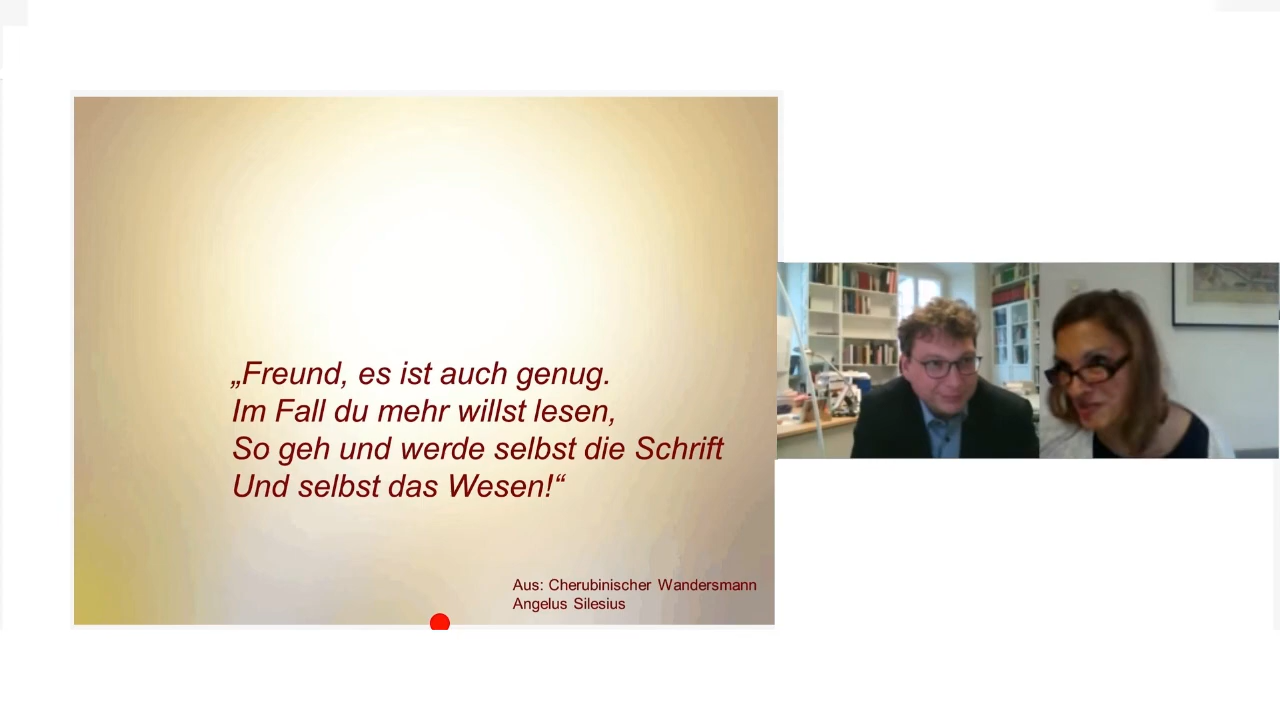 „Freund, es ist auch genug.
Im Fall du mehr willst lesen,
So geh und werde selbst die Schrift
Und selbst das Wesen!“
Aus: Cherubinischer Wandersmann
Angelus Silesius